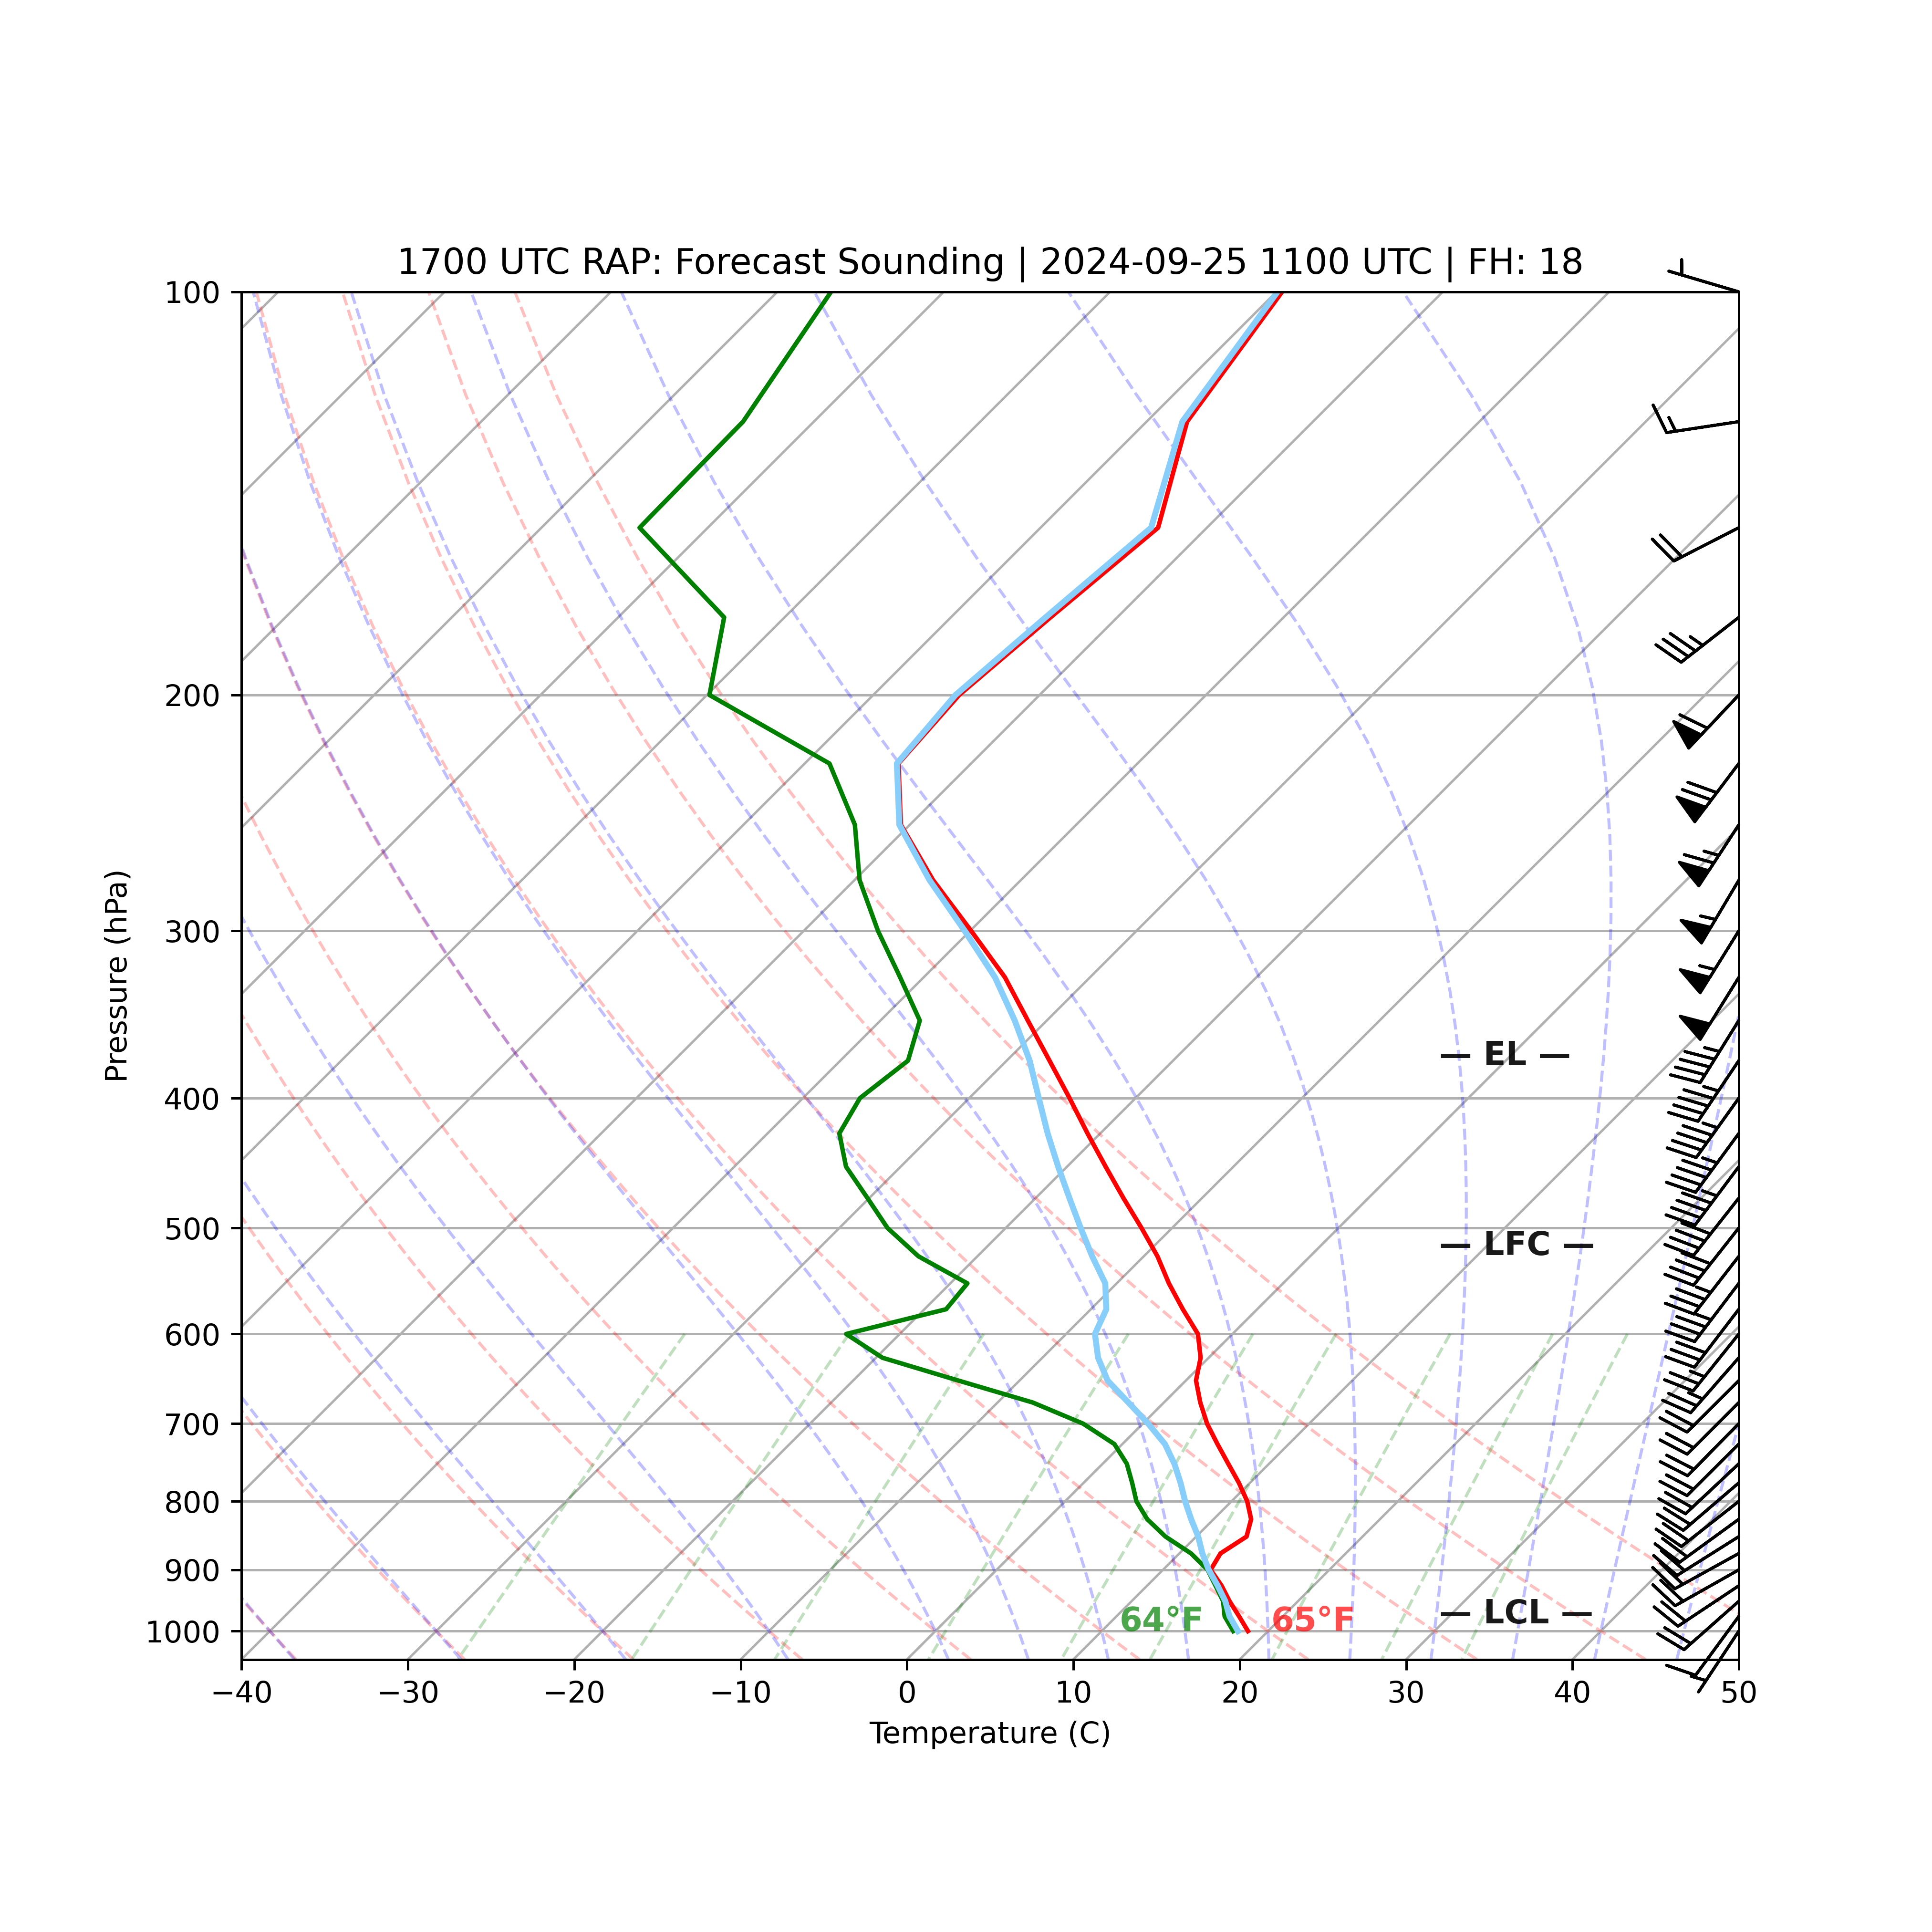 1700 UTC RAP: Forecast Sounding | 2024-09-25 1100 UTC | FH: 18
100
200
300
400
500
600
700
800
900
1000
Pressure (hPa)
— EL —
— LFC —
— LCL —
64°F
65°F
−40 −30 −20 −10 0 10 20 30 40 50
Temperature (C)